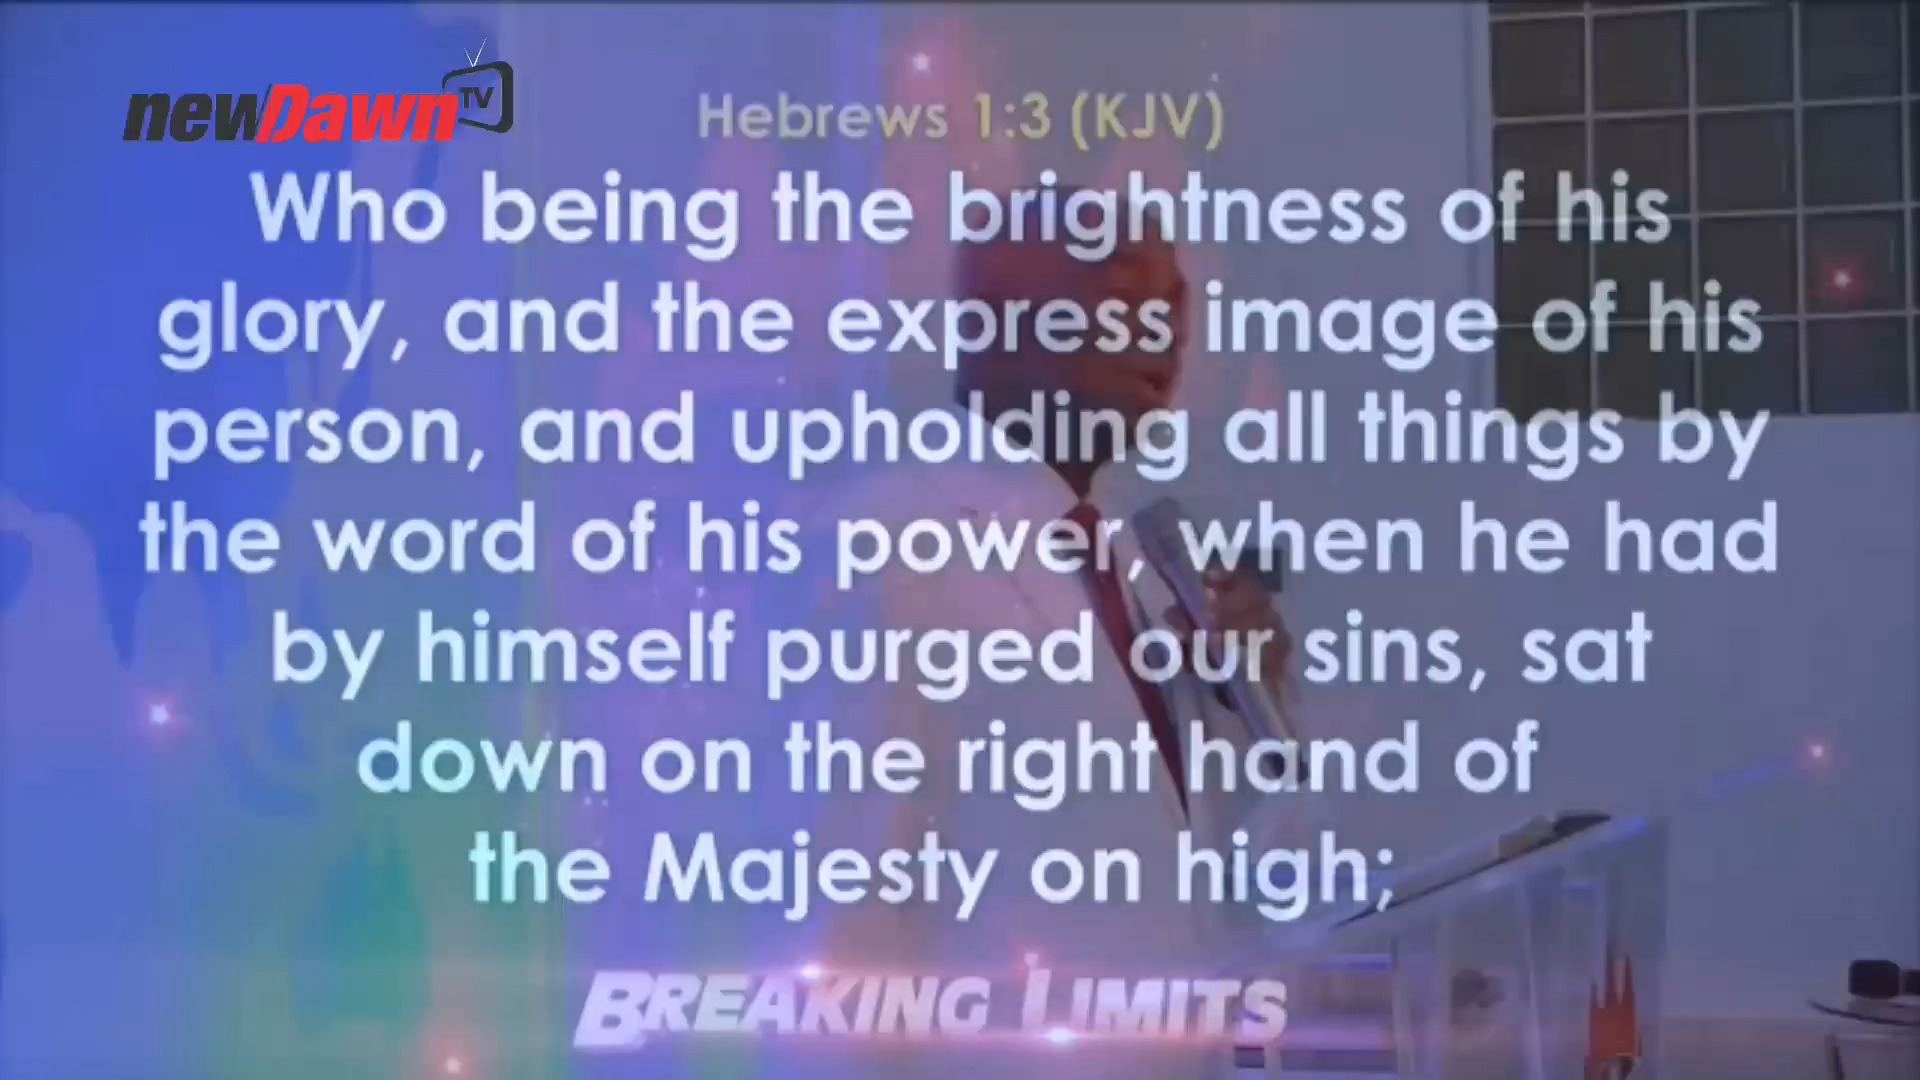 newDawn TV
Hebrews 1:3 (KJV)
Who being the brightness of his
glory, and the express image of his
person, and upholding all things by
the word of his power, when he had
by himself purged our sins, sat
down on the right hand of
the Majesty on high;
BREAKING LIMITS